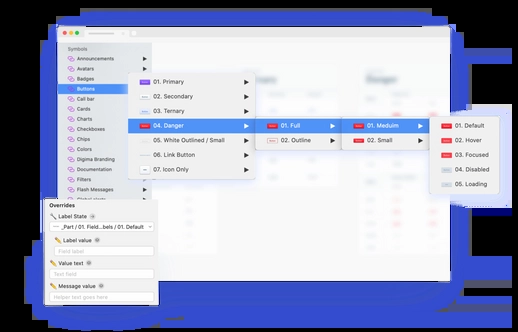 Symbols
Announcements
Avatars
Badges
Buttons
Call bar
Cards
Charts
Checkboxes
Chips
Colors
Digima Branding
Documentation
Filters
Flash Messages
01. Primary
02. Secondary
03. Ternary
04. Danger
05. White Outlined / Small
06. Link Button
07. Icon Only
01. Full
02. Outline
01. Meduim
02. Small
01. Default
02. Hover
03. Focused
04. Disabled
05. Loading
Danger
Overrides
Label State
_Part / 01. Field...bels / 01. Default
Label value
Field label
Value text
Text field
Message value
Helper text goes here